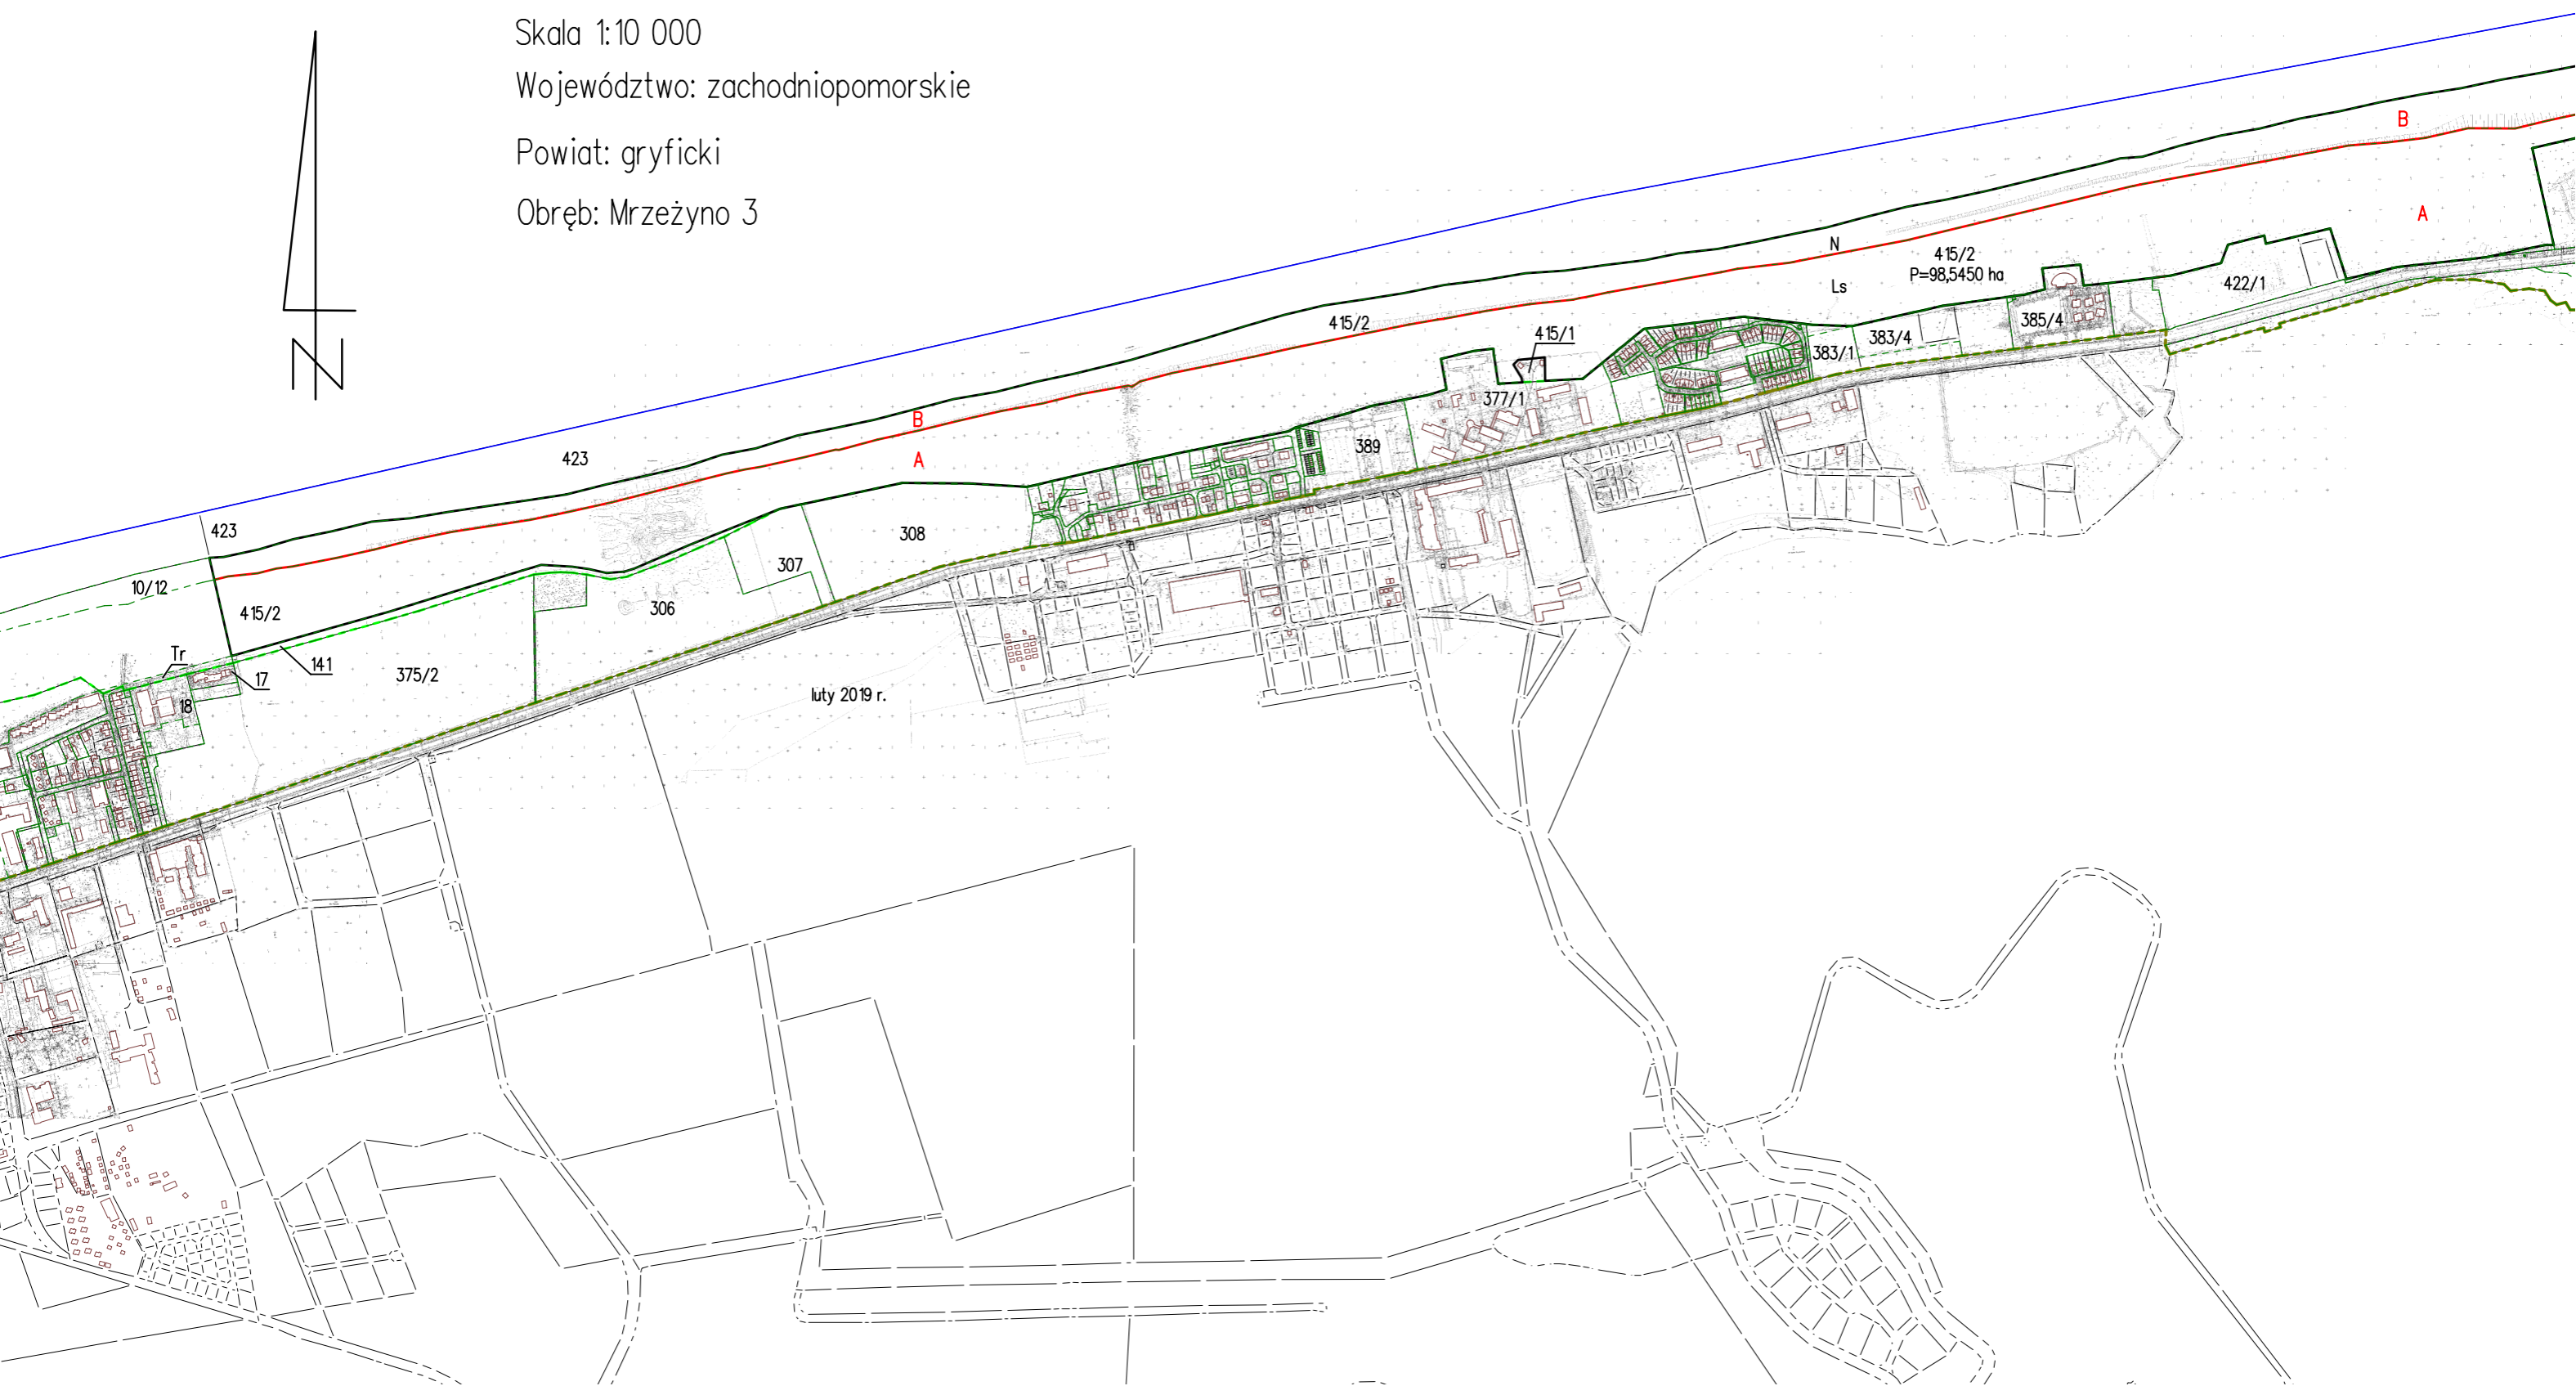 Skala 1:10 000
Województwo: zachodniopomorskie
Powiat: gryficki
Obręb: Mrzeżyno 3
N
B
A
N
415/2
P=98,5450 ha
Ls
422/1
385/4
383/4
383/1
415/1
415/2
377/1
389
B
A
423
423
308
307
306
10/12
415/2
Tr
141
17
18
375/2
luty 2019 r.